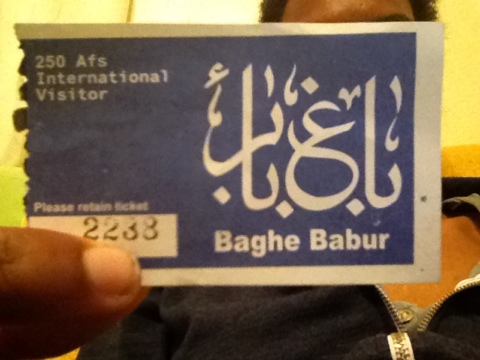 250 Afs
International
Visitor
باغ بابر
Please retain ticket
2238
Baghe Babur